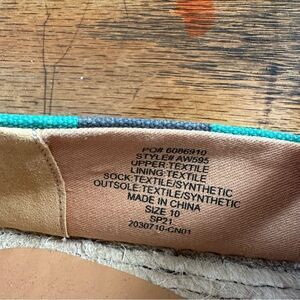 PO# 6086910
STYLE# AW595
UPPER:TEXTILE
LINING:TEXTILE
SOCK:TEXTILE/SYNTHETIC
OUTSOLE:TEXTILE/SYNTHETIC
MADE IN CHINA
SIZE 10
SP21
2030710-CN01